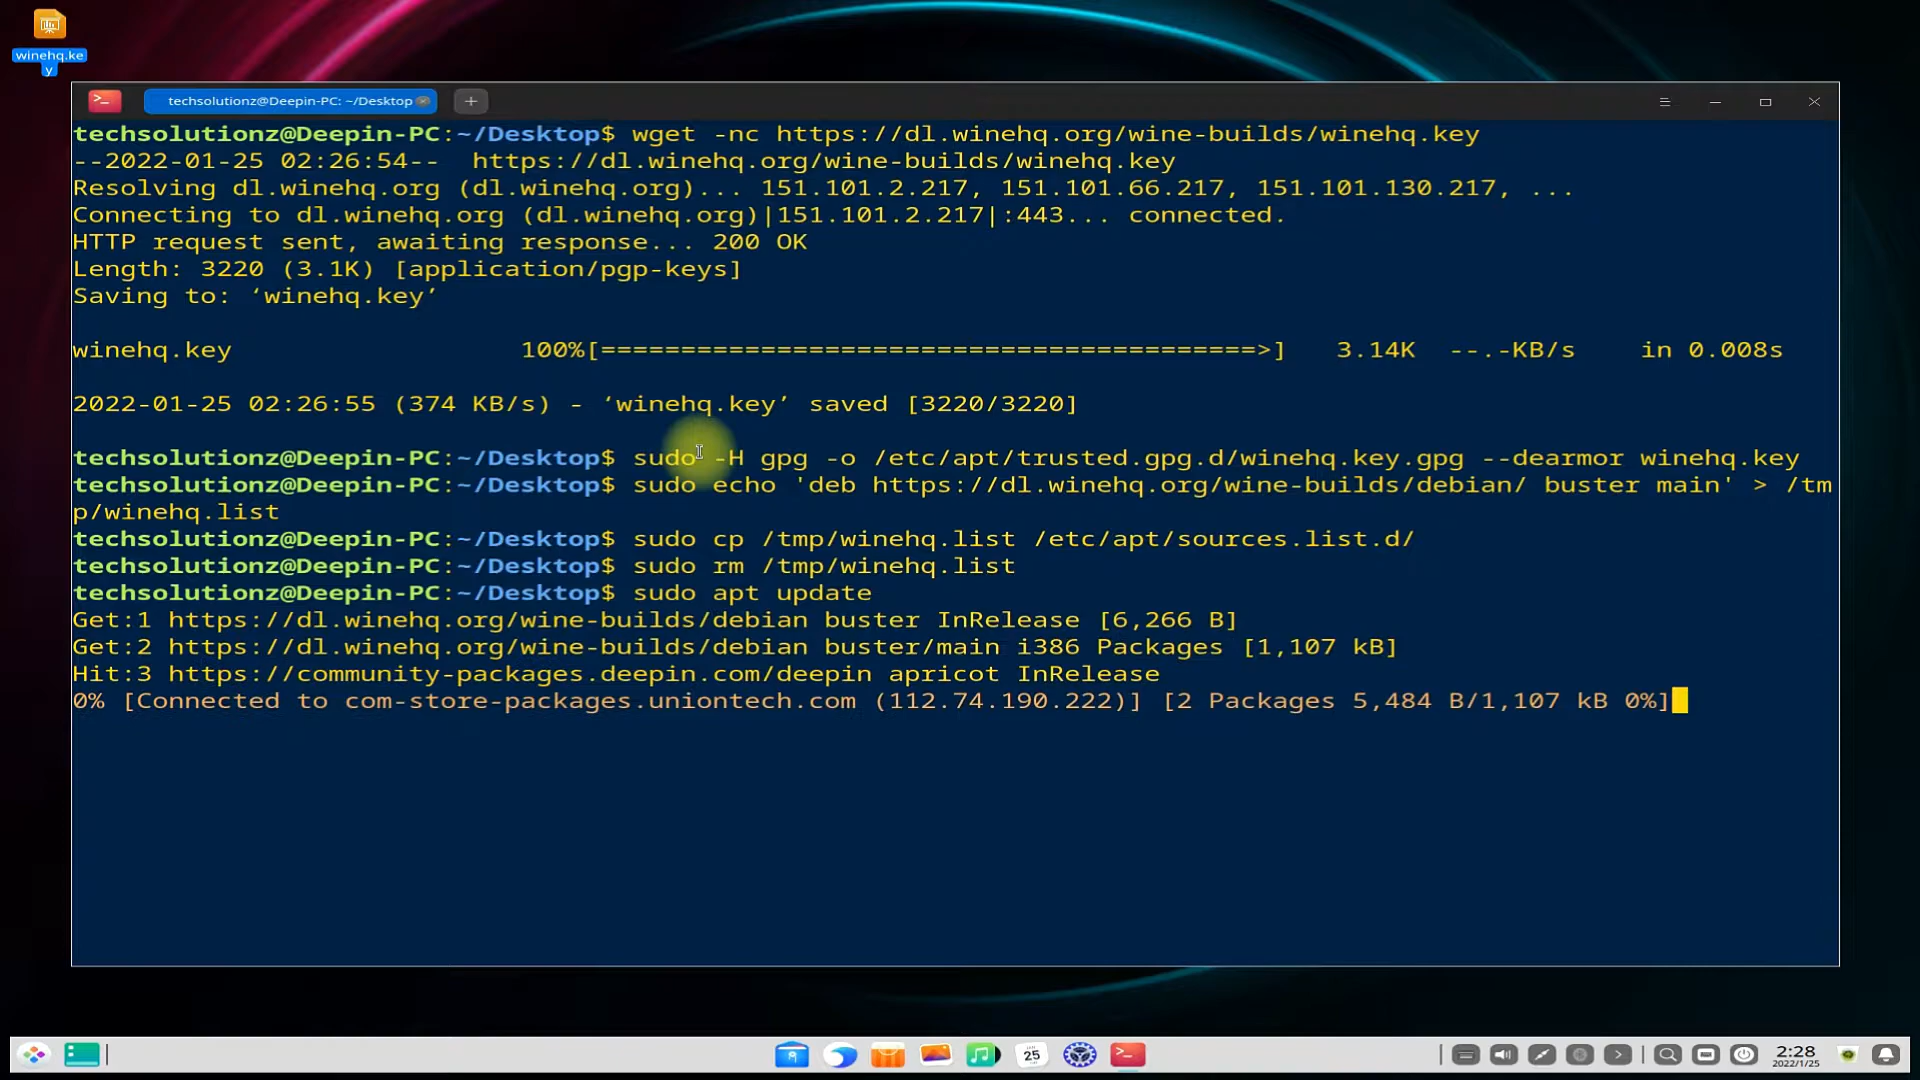 winehq.ke
y
techsolutionz@Deepin-PC: ~/Desktop
techsolutionz@Deepin-PC:~/Desktop$ wget -nc https://dl.winehq.org/wine-builds/winehq.key
--2022-01-25 02:26:54--  https://dl.winehq.org/wine-builds/winehq.key
Resolving dl.winehq.org (dl.winehq.org)... 151.101.2.217, 151.101.66.217, 151.101.130.217, ...
Connecting to dl.winehq.org (dl.winehq.org)|151.101.2.217|:443... connected.
HTTP request sent, awaiting response... 200 OK
Length: 3220 (3.1K) [application/pgp-keys]
Saving to: ‘winehq.key’
winehq.key                  100%[=========================================>]   3.14K  --.-KB/s    in 0.008s
2022-01-25 02:26:55 (374 KB/s) - ‘winehq.key’ saved [3220/3220]
techsolutionz@Deepin-PC:~/Desktop$ sudo -H gpg -o /etc/apt/trusted.gpg.d/winehq.key.gpg --dearmor winehq.key
techsolutionz@Deepin-PC:~/Desktop$ sudo echo 'deb https://dl.winehq.org/wine-builds/debian/ buster main' > /tm
p/winehq.list
techsolutionz@Deepin-PC:~/Desktop$ sudo cp /tmp/winehq.list /etc/apt/sources.list.d/
techsolutionz@Deepin-PC:~/Desktop$ sudo rm /tmp/winehq.list
techsolutionz@Deepin-PC:~/Desktop$ sudo apt update
Get:1 https://dl.winehq.org/wine-builds/debian buster InRelease [6,266 B]
Get:2 https://dl.winehq.org/wine-builds/debian buster/main i386 Packages [1,107 kB]
Hit:3 https://community-packages.deepin.com/deepin apricot InRelease
0% [Connected to com-store-packages.uniontech.com (112.74.190.222)] [2 Packages 5,484 B/1,107 kB 0%]
25
2:28
2022/1/25